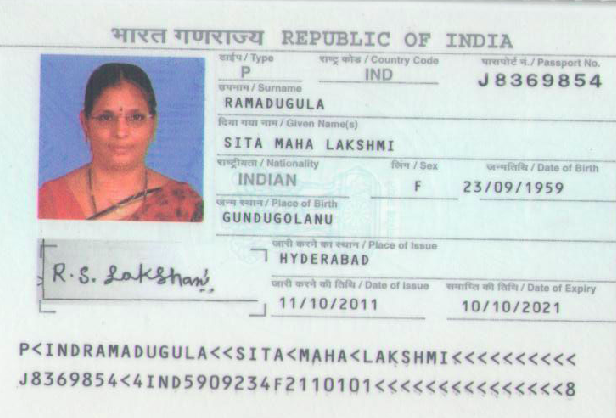 भारत गणराज्य REPUBLIC OF INDIA
टाईप / Type
राष्ट्र कोड / Country Code
पासपोर्ट नं. / Passport No.
P
IND
J8369854
उपनाम / Surname
RAMADUGULA
दिया गया नाम / Given Name(s)
SITA MAHA LAKSHMI
राष्ट्रीयता / Nationality
लिंग / Sex
जन्मतिथि / Date of Birth
INDIAN
F
23/09/1959
जन्म स्थान / Place of Birth
GUNDUGOLANU
जारी करने का स्थान / Place of Issue
HYDERABAD
R.S. Lakshmi
जारी करने की तिथि / Date of Issue
समाप्ति की तिथि / Date of Expiry
11/10/2011
10/10/2021
P<INDRAMADUGULA<<SITA<MAHA<LAKSHMI<<<<<<<<<<
J8369854<4IND5909234F2110101<<<<<<<<<<<<<<<8